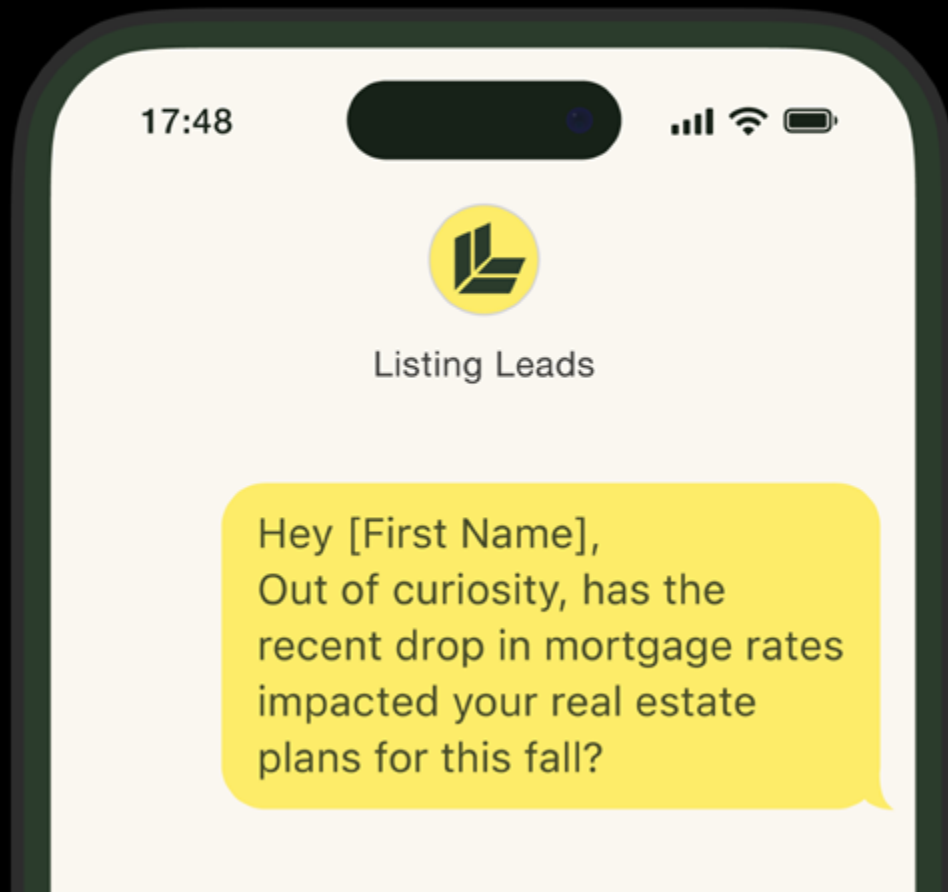 17:48
Listing Leads
Hey [First Name],
Out of curiosity, has the
recent drop in mortgage rates
impacted your real estate
plans for this fall?